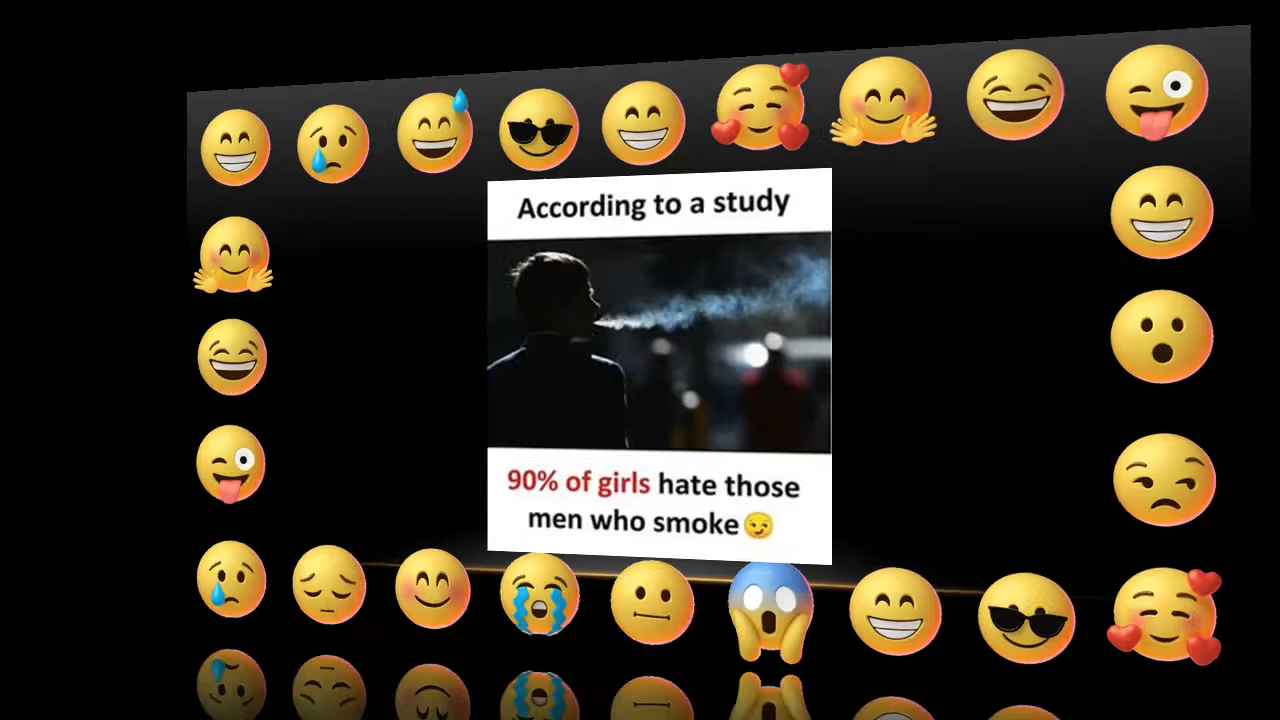 According to a study
90% of girls hate those
men who smoke😏